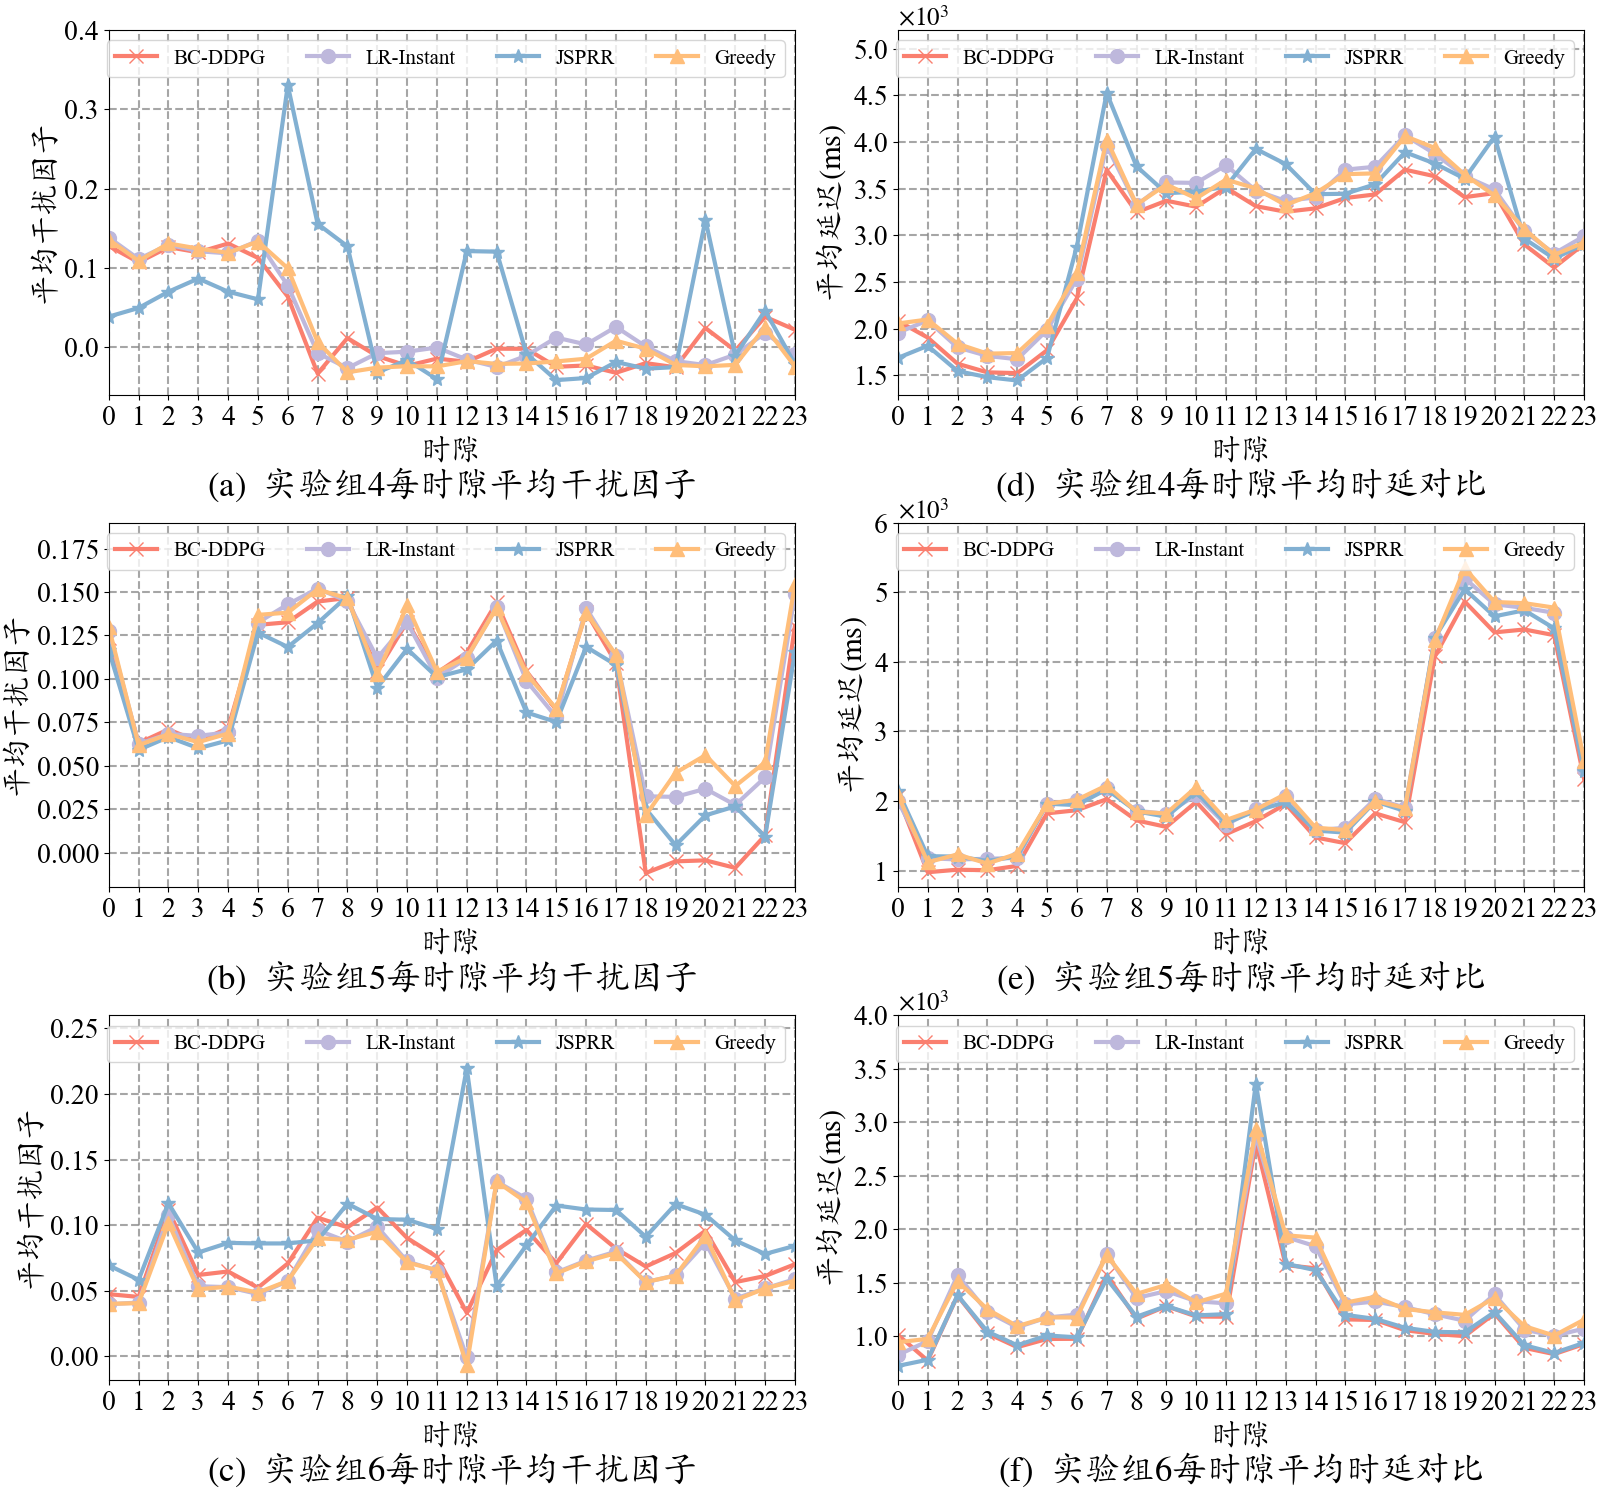 0.4
BC-DDPG LR-Instant JSPRR Greedy
0.3
0.2
0.1
0.0
平均干扰因子
0 1 2 3 4 5 6 7 8 9 10 11 12 13 14 15 16 17 18 19 20 21 22 23
时隙
(a) 实验组4每时隙平均干扰因子
×10³
5.0
BC-DDPG LR-Instant JSPRR Greedy
4.5
4.0
3.5
3.0
2.5
2.0
1.5
平均延迟(ms)
0 1 2 3 4 5 6 7 8 9 10 11 12 13 14 15 16 17 18 19 20 21 22 23
时隙
(d) 实验组4每时隙平均时延对比
0.175
BC-DDPG LR-Instant JSPRR Greedy
0.150
0.125
0.100
0.075
0.050
0.025
0.000
平均干扰因子
0 1 2 3 4 5 6 7 8 9 10 11 12 13 14 15 16 17 18 19 20 21 22 23
时隙
(b) 实验组5每时隙平均干扰因子
×10³
6
BC-DDPG LR-Instant JSPRR Greedy
5
4
3
2
1
平均延迟(ms)
0 1 2 3 4 5 6 7 8 9 10 11 12 13 14 15 16 17 18 19 20 21 22 23
时隙
(e) 实验组5每时隙平均时延对比
0.25
BC-DDPG LR-Instant JSPRR Greedy
0.20
0.15
0.10
0.05
0.00
平均干扰因子
0 1 2 3 4 5 6 7 8 9 10 11 12 13 14 15 16 17 18 19 20 21 22 23
时隙
(c) 实验组6每时隙平均干扰因子
×10³
4.0
BC-DDPG LR-Instant JSPRR Greedy
3.5
3.0
2.5
2.0
1.5
1.0
平均延迟(ms)
0 1 2 3 4 5 6 7 8 9 10 11 12 13 14 15 16 17 18 19 20 21 22 23
时隙
(f) 实验组6每时隙平均时延对比